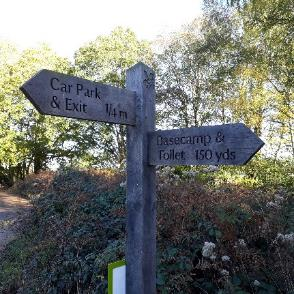 Car Park
& Exit 1/4 m
Basecamp &
Toilet 150 yds